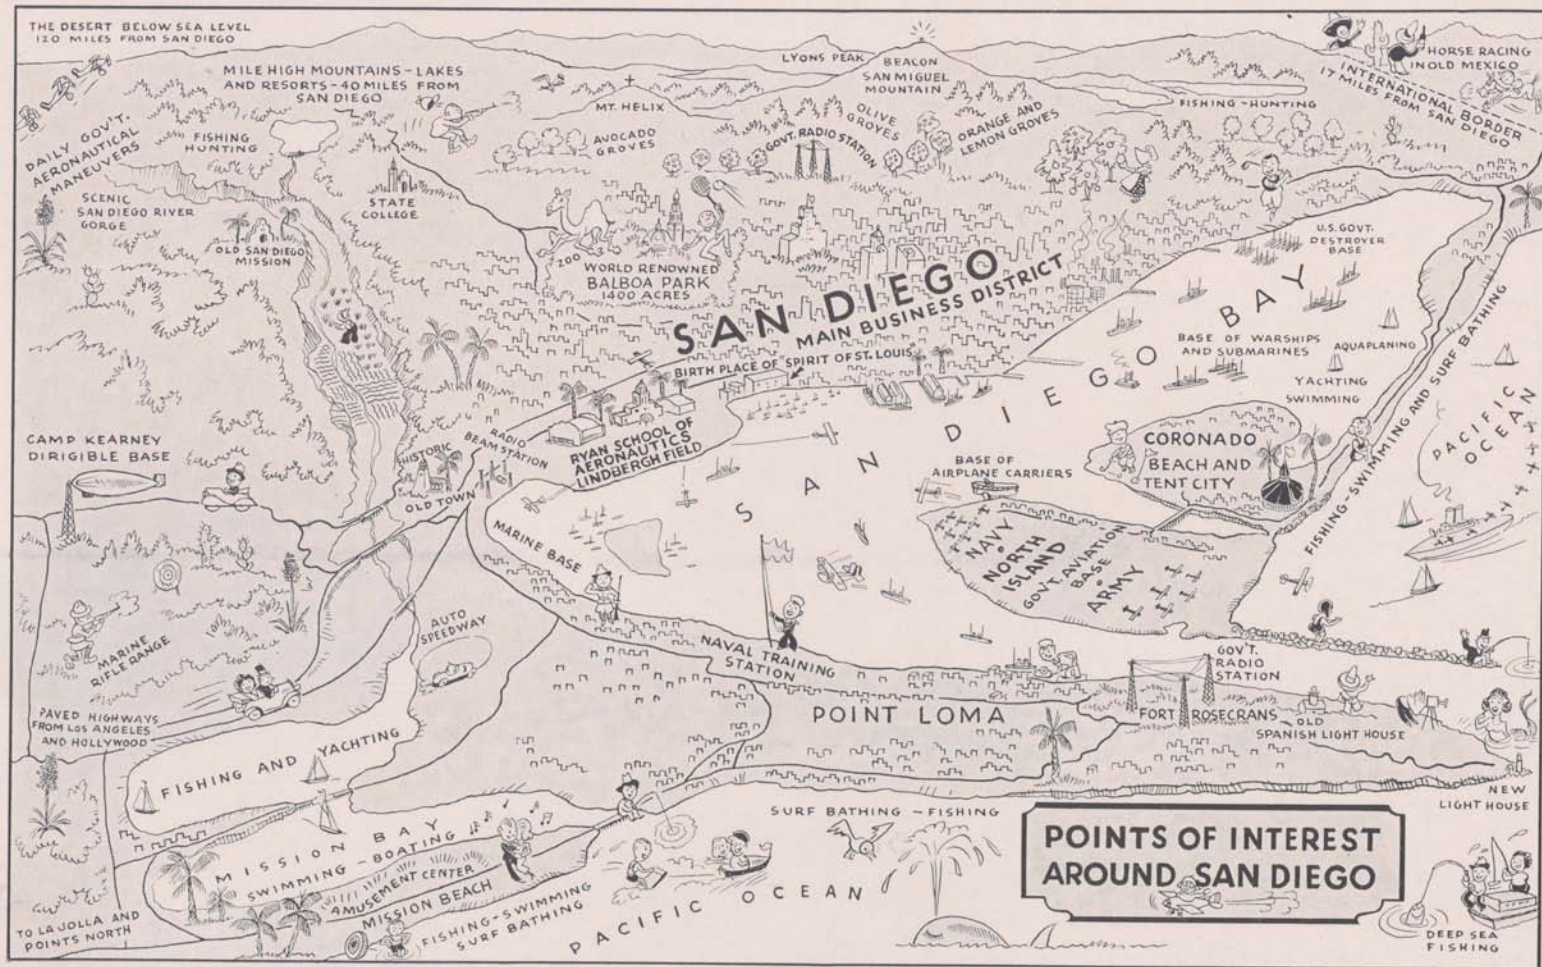 THE DESERT BELOW SEA LEVEL
120 MILES FROM SAN DIEGO
LYONS PEAK
BEACON
SAN MIGUEL
MOUNTAIN
HORSE RACING
IN OLD MEXICO
INTERNATIONAL BORDER
17 MILES FROM SAN DIEGO
MILE HIGH MOUNTAINS - LAKES
AND RESORTS - 40 MILES FROM
SAN DIEGO
MT. HELIX
FISHING - HUNTING
DAILY GOV'T.
AERONAUTICAL
MANEUVERS
FISHING
HUNTING
AVOCADO
GROVES
GOVT. RADIO STATION
OLIVE
GROVES
ORANGE AND
LEMON GROVES
SCENIC
SAN DIEGO RIVER
GORGE
STATE
COLLEGE
OLD SAN DIEGO
MISSION
ZOO
WORLD RENOWNED
BALBOA PARK
1400 ACRES
U.S. GOVT.
DESTROYER
BASE
SAN DIEGO
MAIN BUSINESS DISTRICT
BIRTH PLACE OF "SPIRIT OF ST. LOUIS"
SAN DIEGO BAY
BASE OF WARSHIPS
AND SUBMARINES
AQUAPLANING
YACHTING
SWIMMING
FISHING - SWIMMING AND SURF BATHING
PACIFIC
OCEAN
CAMP KEARNEY
DIRIGIBLE BASE
HISTORIC
OLD TOWN
RADIO
BEAM STATION
RYAN SCHOOL OF
AERONAUTICS
LINDBERGH FIELD
BASE OF
AIRPLANE CARRIERS
CORONADO
BEACH AND
TENT CITY
MARINE BASE
NAVY
NORTH
ISLAND
GOVT. AVIATION
BASE
ARMY
MARINE
RIFLE RANGE
AUTO
SPEEDWAY
NAVAL TRAINING
STATION
GOV'T.
RADIO
STATION
PAVED HIGHWAYS
FROM LOS ANGELES
AND HOLLYWOOD
POINT LOMA
FORT ROSECRANS
OLD
SPANISH LIGHT HOUSE
FISHING AND YACHTING
NEW
LIGHT HOUSE
MISSION BAY
SWIMMING - BOATING
AMUSEMENT CENTER
MISSION BEACH
FISHING - SWIMMING
SURF BATHING
SURF BATHING - FISHING
PACIFIC OCEAN
POINTS OF INTEREST
AROUND SAN DIEGO
TO LA JOLLA AND
POINTS NORTH
DEEP SEA
FISHING